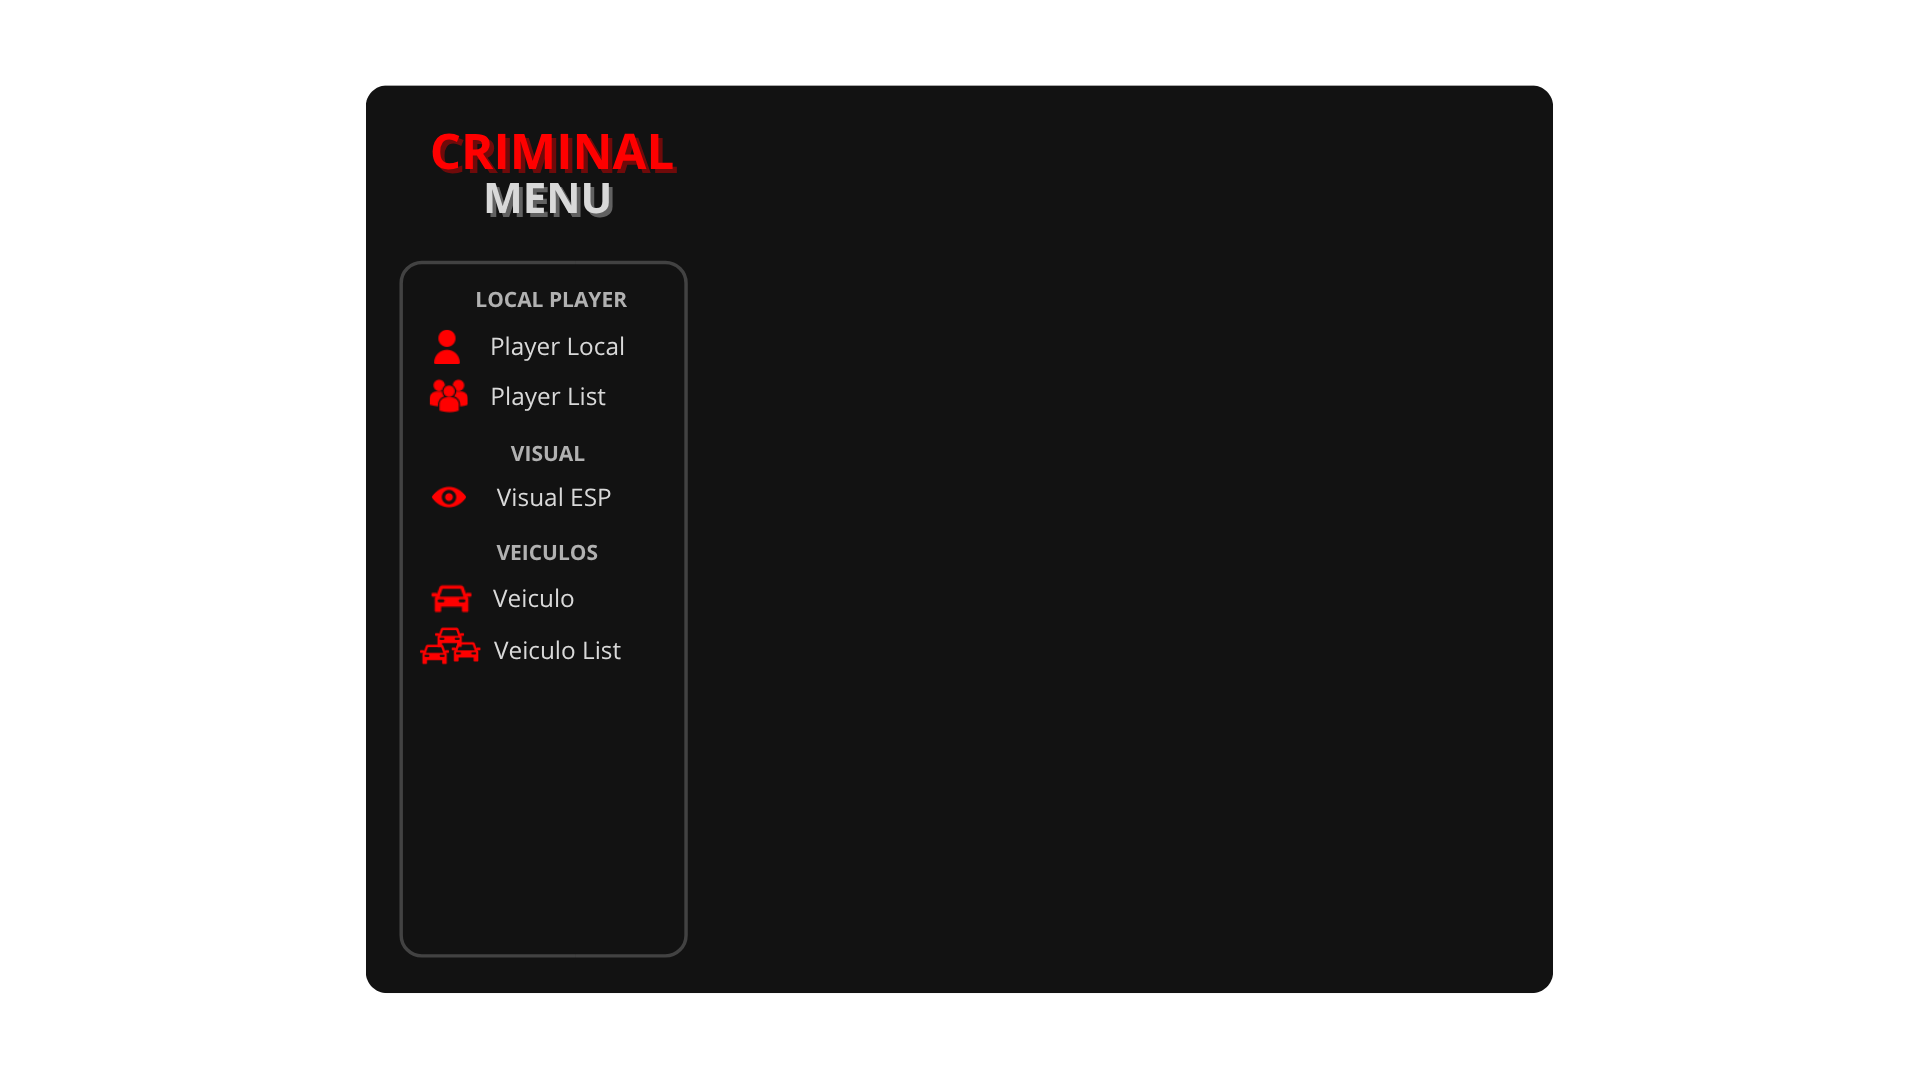 CRIMINAL
MENU
LOCAL PLAYER
Player Local
Player List
VISUAL
Visual ESP
VEICULOS
Veiculo
Veiculo List